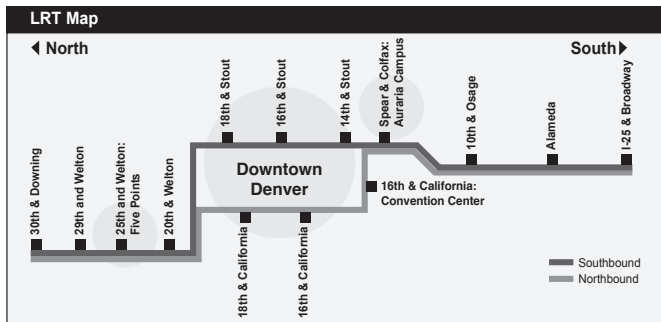 LRT Map
North
South
30th & Downing
29th and Welton
25th and Welton:
Five Points
20th & Welton
18th & Stout
16th & Stout
14th & Stout
Spear & Colfax:
Auraria Campus
10th & Osage
Alameda
I-25 & Broadway
Downtown
Denver
16th & California:
Convention Center
18th & California
16th & California
Southbound
Northbound